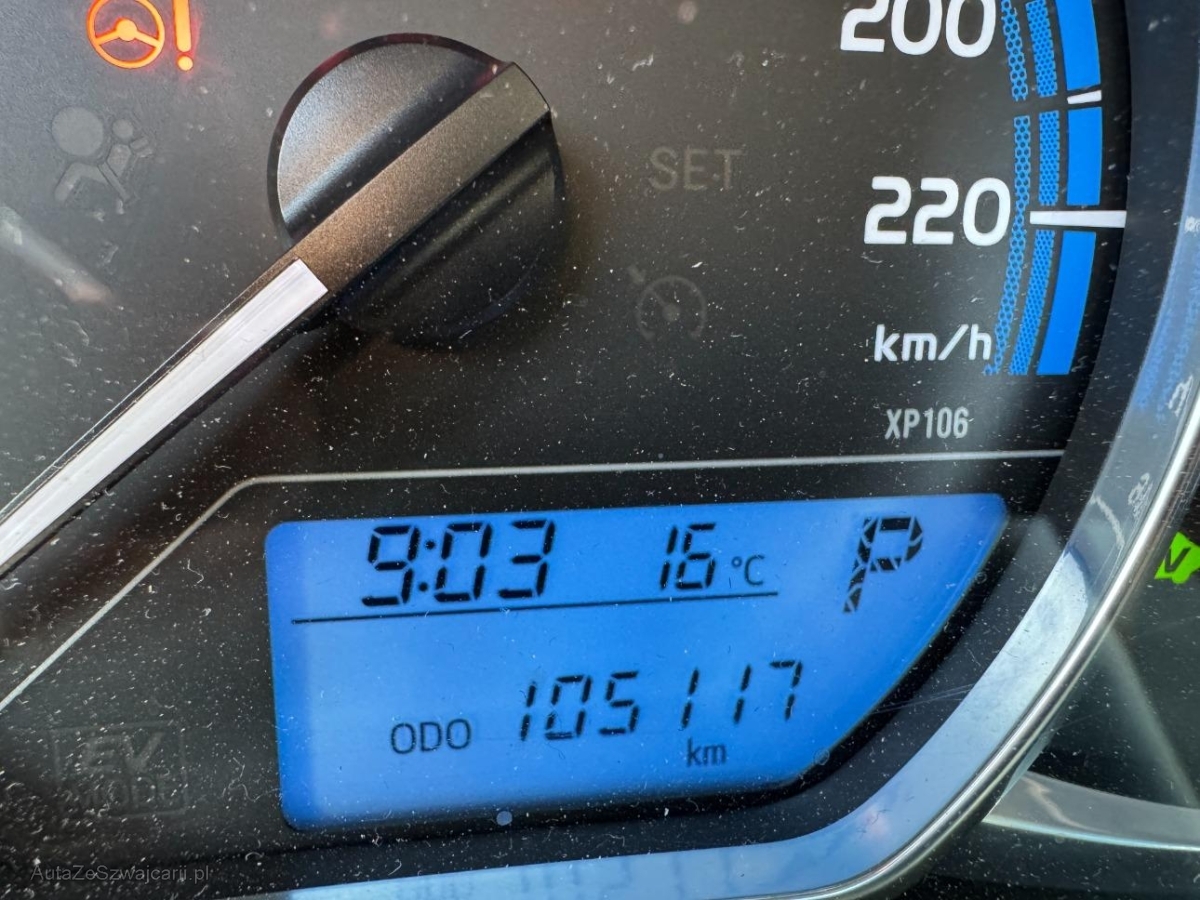 200
SET
220
km/h
XP106
9:03 16 °C P
ODO 105117
km
EV
MODE
AutaZeSzwajcarii.pl